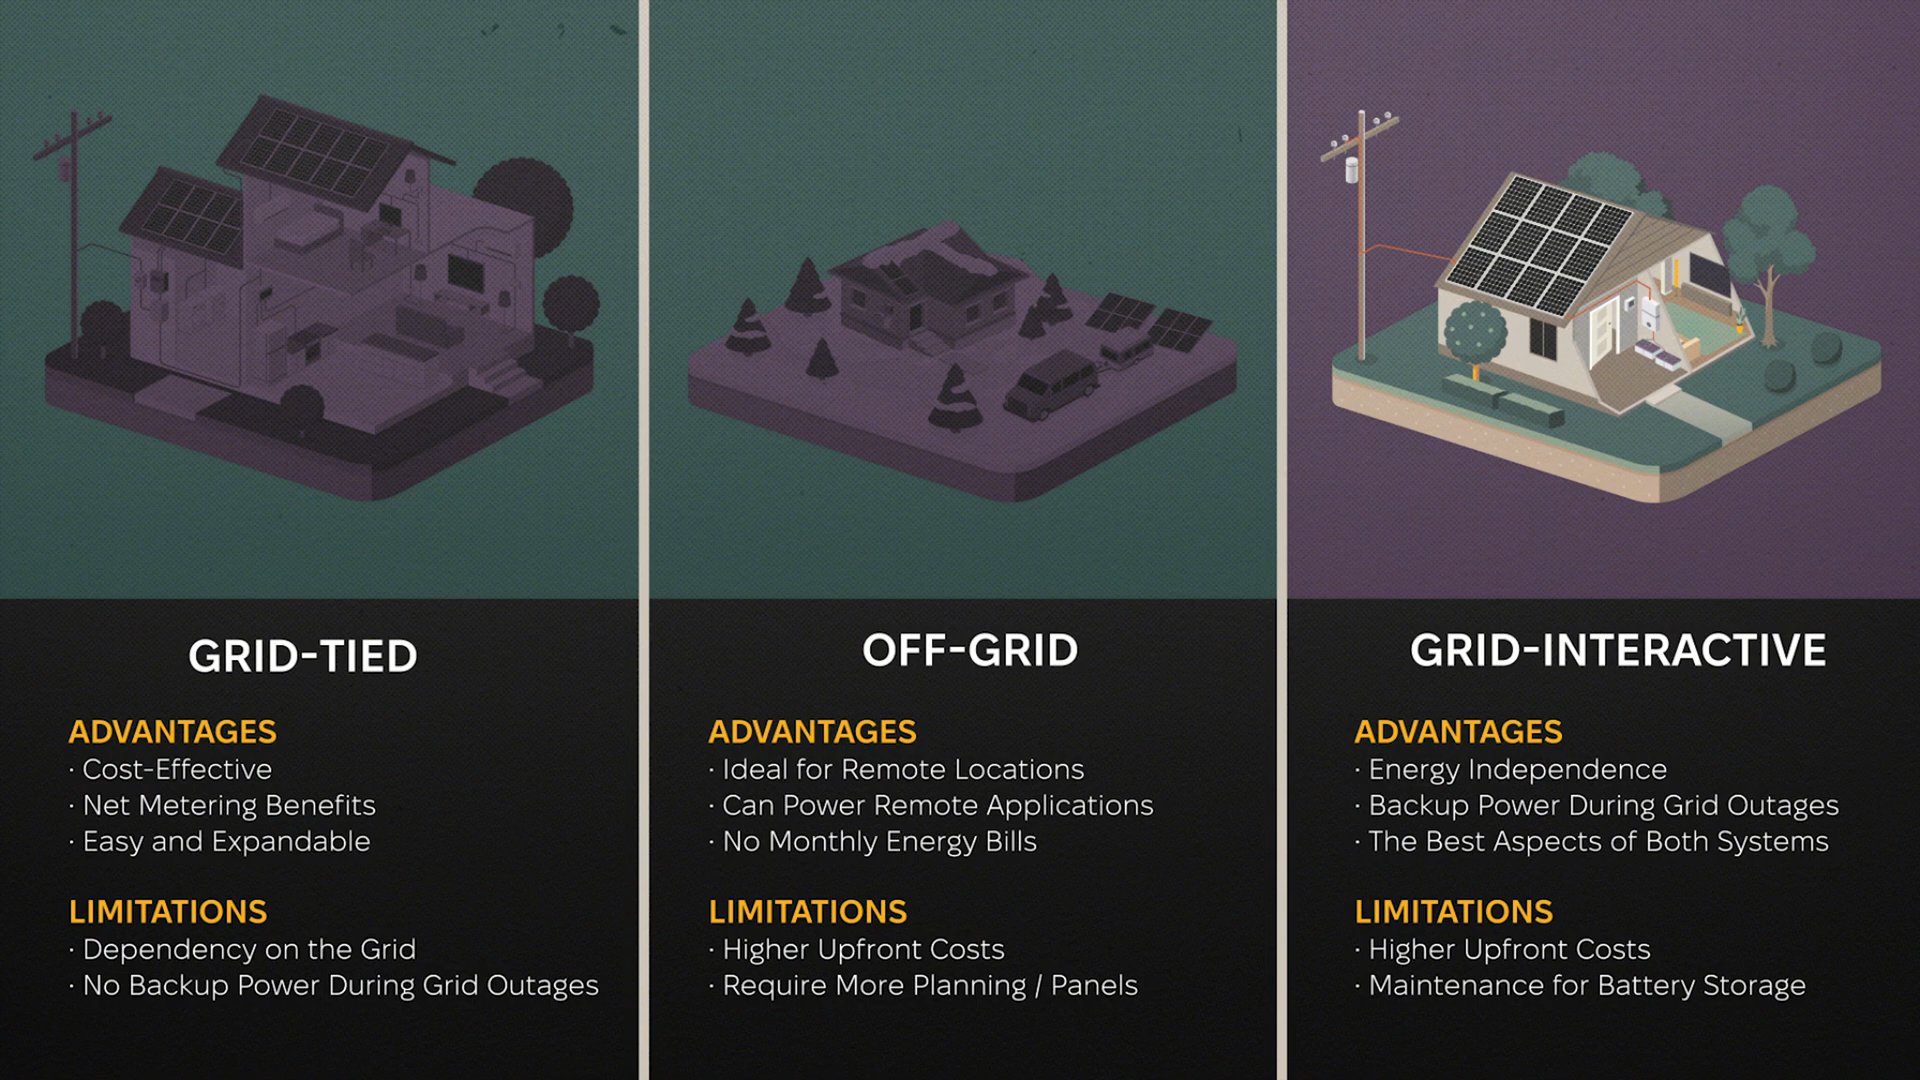 GRID-TIED
ADVANTAGES
· Cost-Effective
· Net Metering Benefits
· Easy and Expandable
LIMITATIONS
· Dependency on the Grid
· No Backup Power During Grid Outages
OFF-GRID
ADVANTAGES
· Ideal for Remote Locations
· Can Power Remote Applications
· No Monthly Energy Bills
LIMITATIONS
· Higher Upfront Costs
· Require More Planning / Panels
GRID-INTERACTIVE
ADVANTAGES
· Energy Independence
· Backup Power During Grid Outages
· The Best Aspects of Both Systems
LIMITATIONS
· Higher Upfront Costs
· Maintenance for Battery Storage